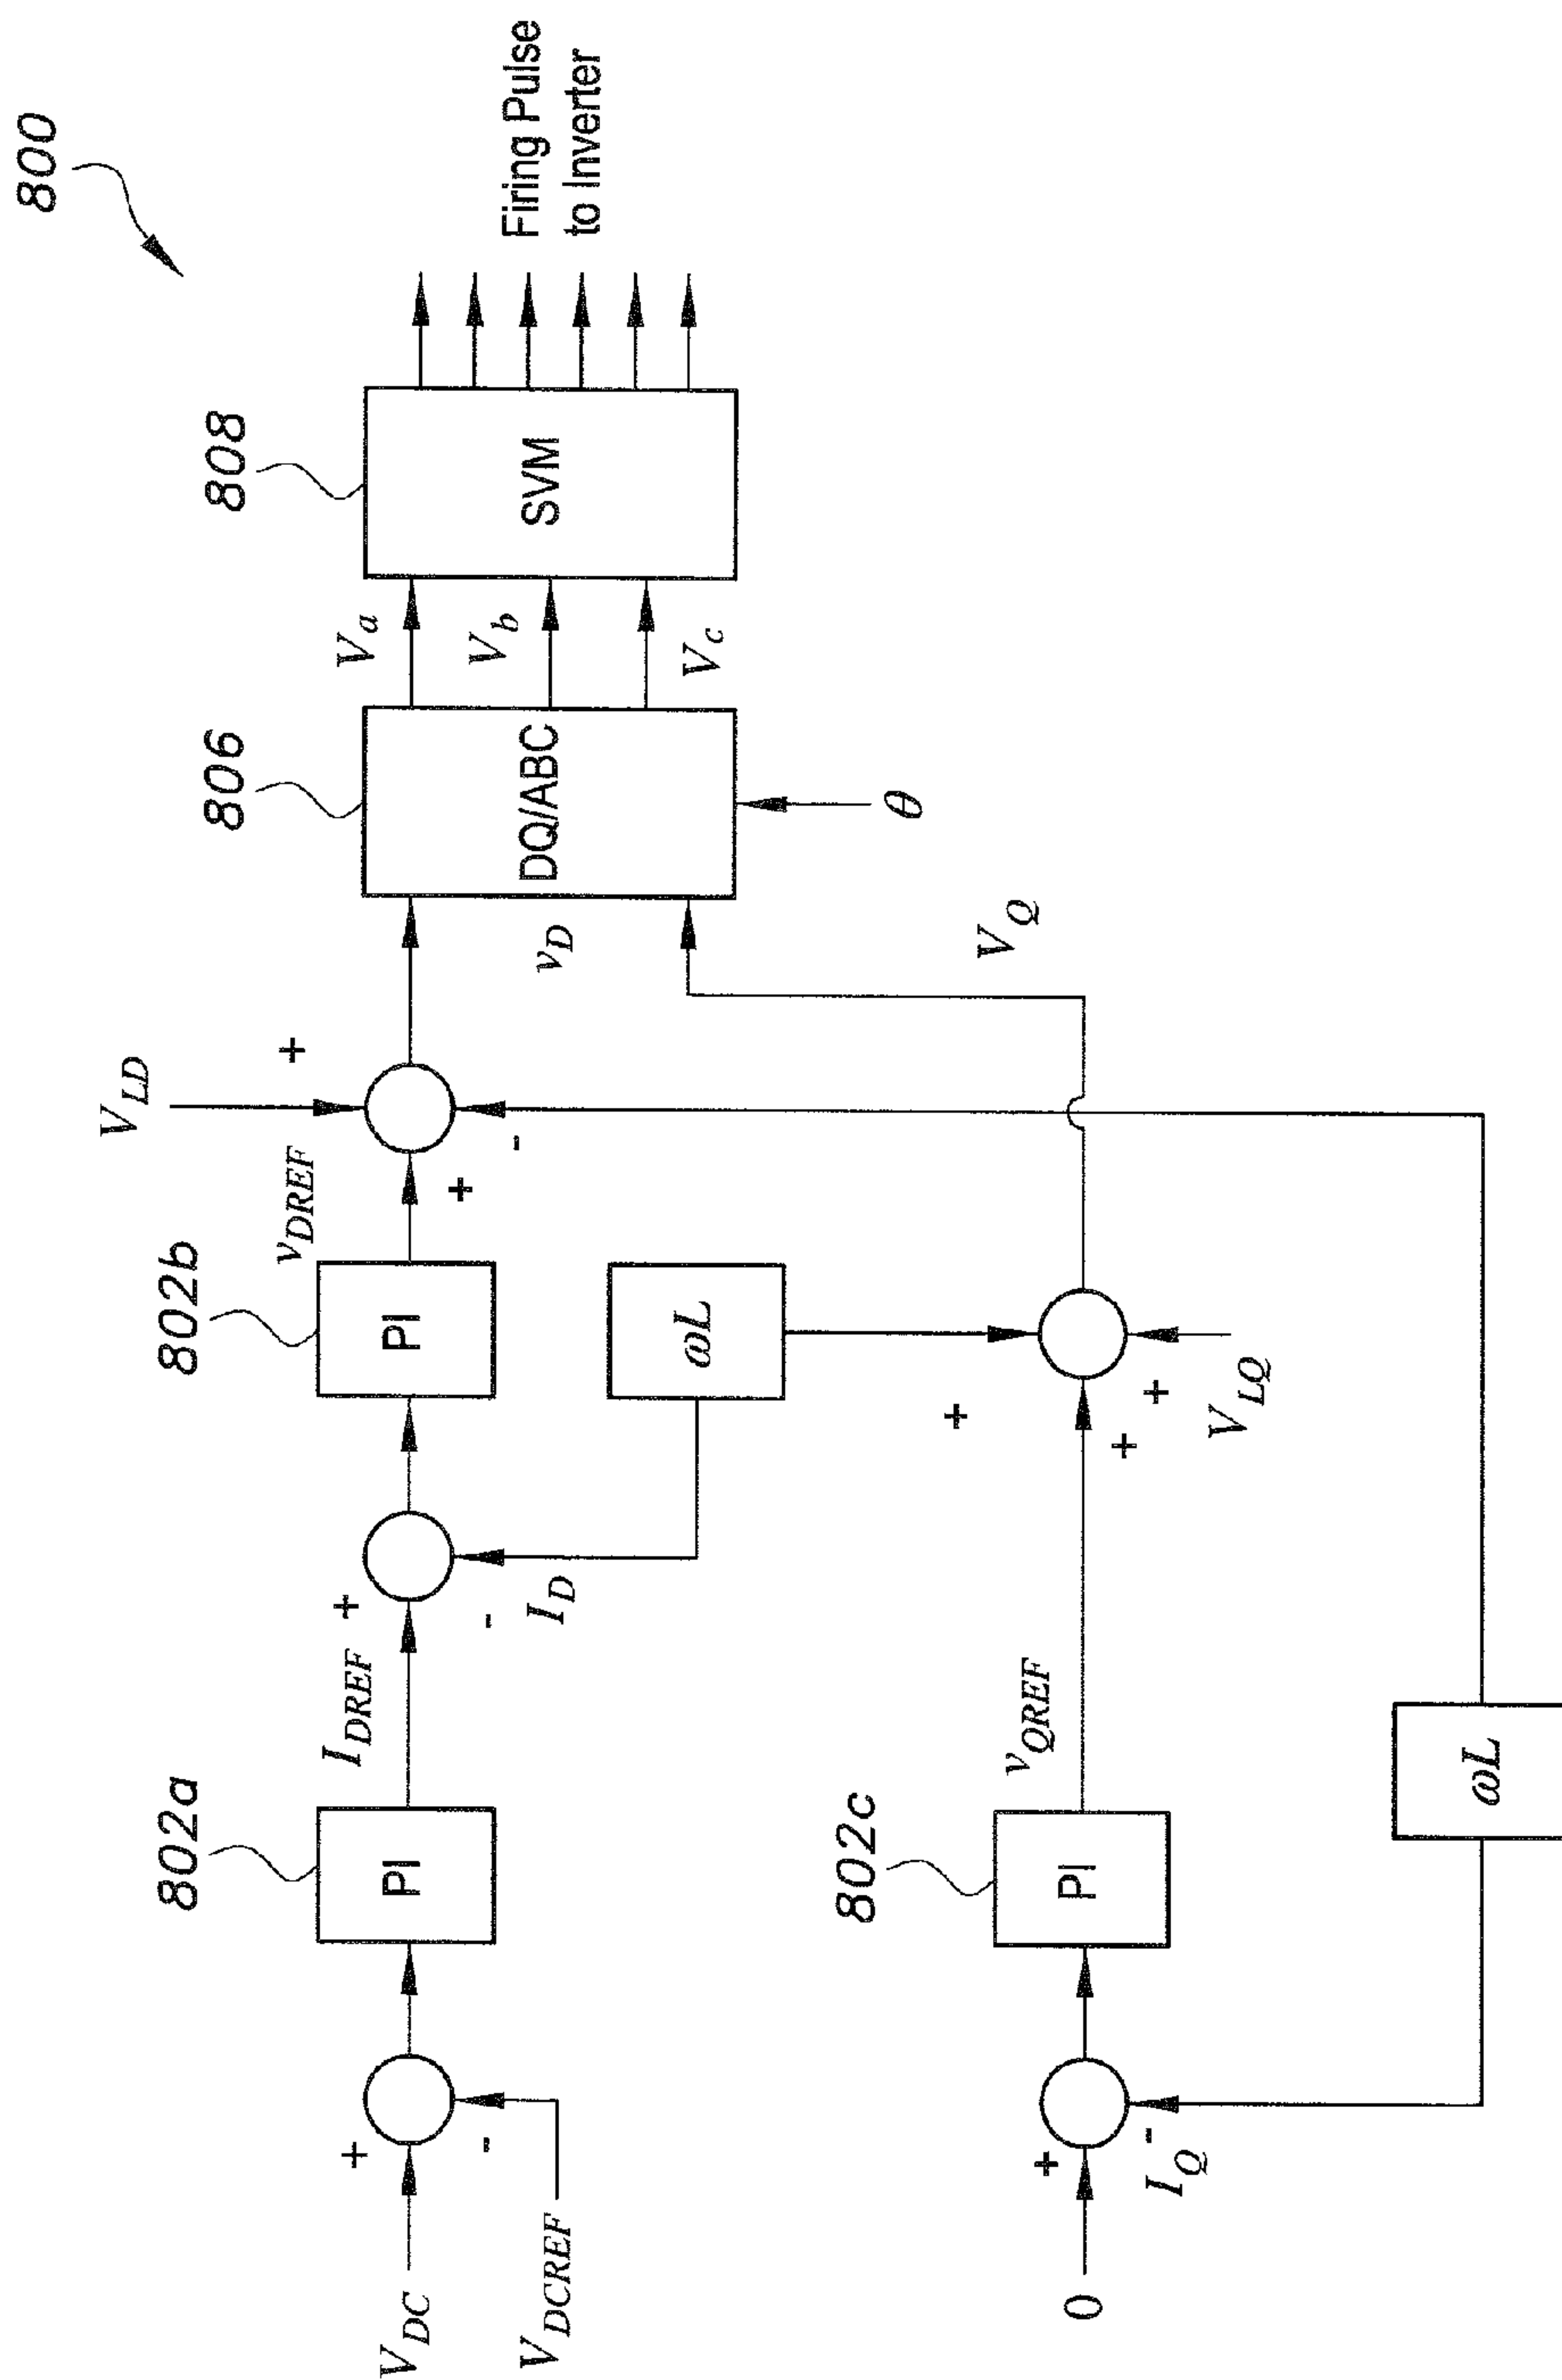 800
802a
802b
806
808
V_DC
+
-
V_DCREF
PI
I_DREF
+
-
I_D
PI
v_DREF
+
V_LD
+
-
v_D
DQ/ABC
θ
V_a
V_b
V_c
SVM
Firing Pulse
to Inverter
ωL
802c
0
+
-
I_Q
PI
v_QREF
+
+
+
V_LQ
V_Q
ωL